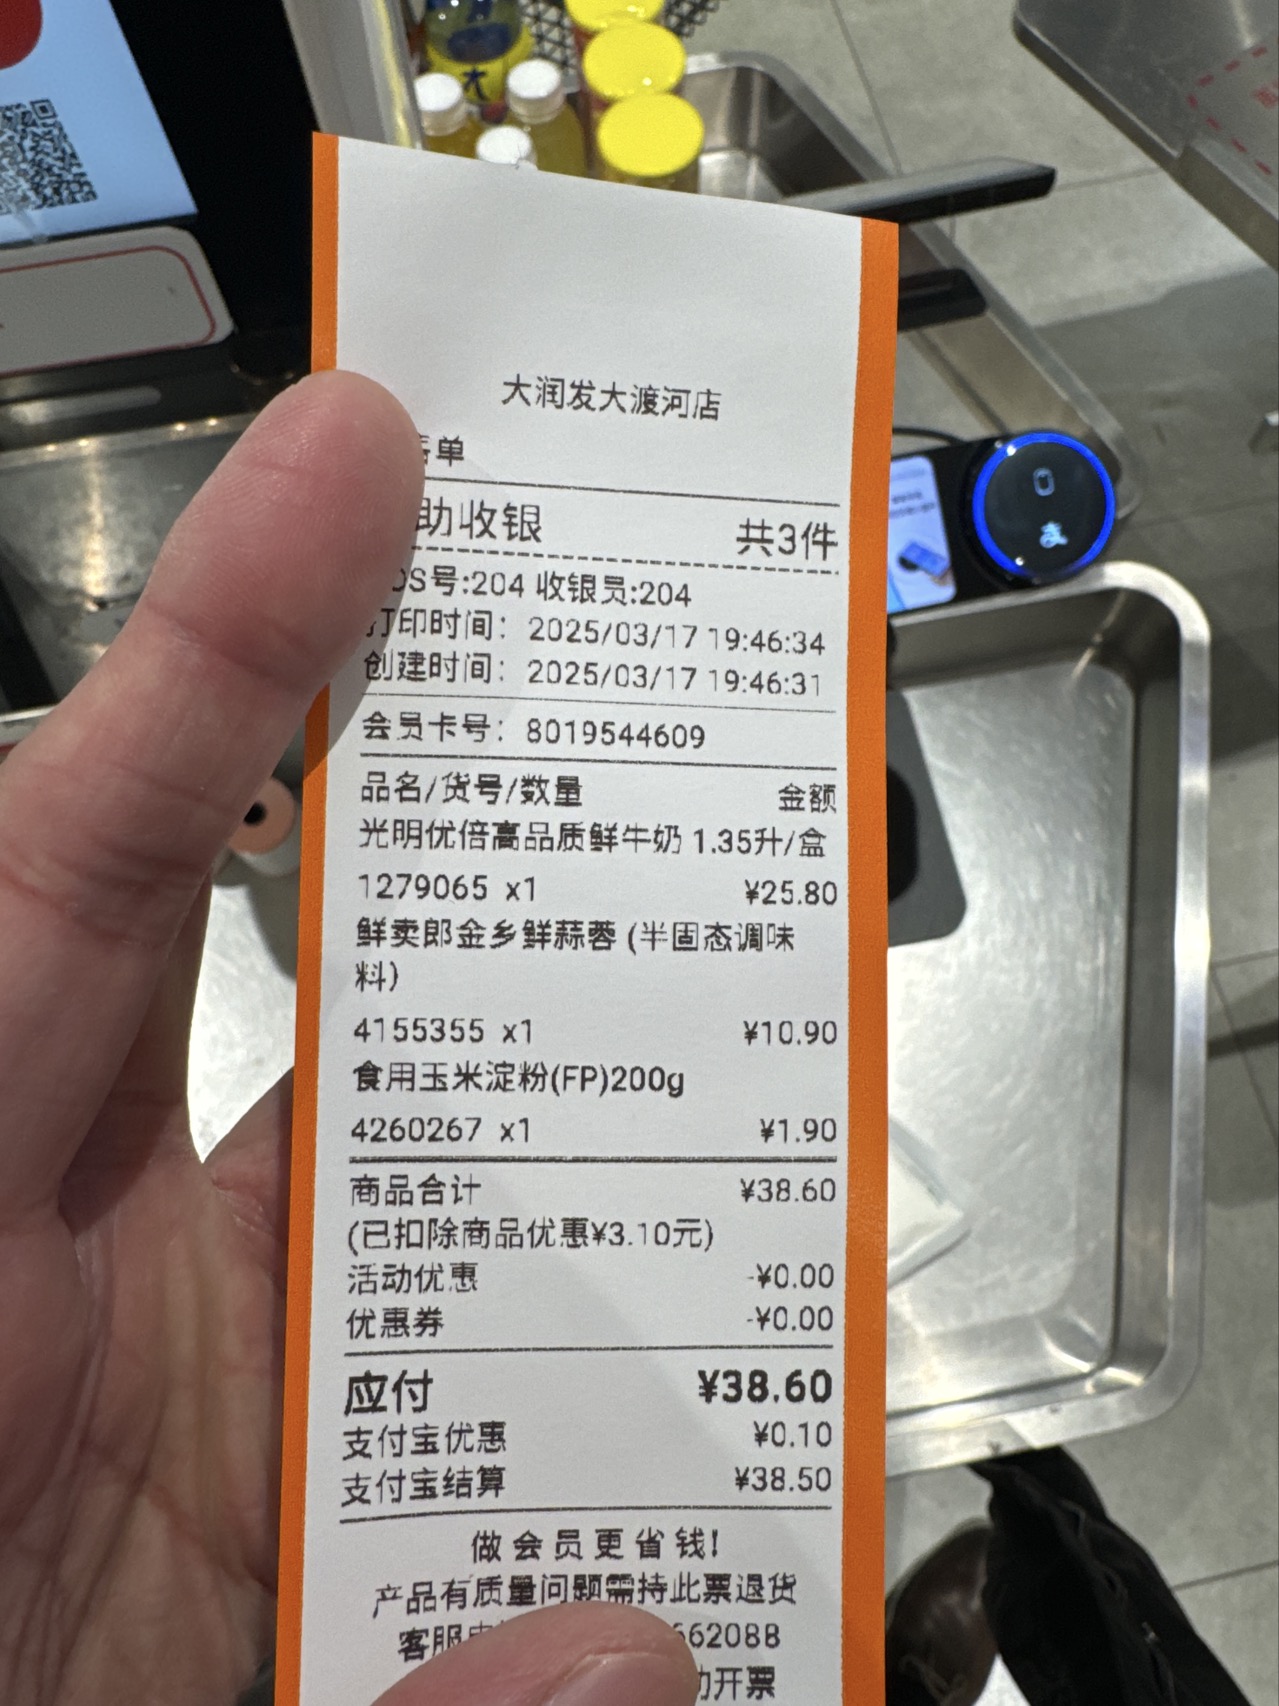 大润发大渡河店
单
助收银 共3件
S号:204 收银员:204
打印时间: 2025/03/17 19:46:34
创建时间: 2025/03/17 19:46:31
会员卡号: 8019544609
品名/货号/数量 金额
光明优倍高品质鲜牛奶 1.35升/盒
1279065 x1 ¥25.80
鲜卖郎金乡鲜蒜蓉 (半固态调味
料)
4155355 x1 ¥10.90
食用玉米淀粉(FP)200g
4260267 x1 ¥1.90
商品合计 ¥38.60
(已扣除商品优惠¥3.10元)
活动优惠 -¥0.00
优惠券 -¥0.00
应付 ¥38.60
支付宝优惠 ¥0.10
支付宝结算 ¥38.50
做会员更省钱!
产品有质量问题需持此票退货
客服 662088
开票